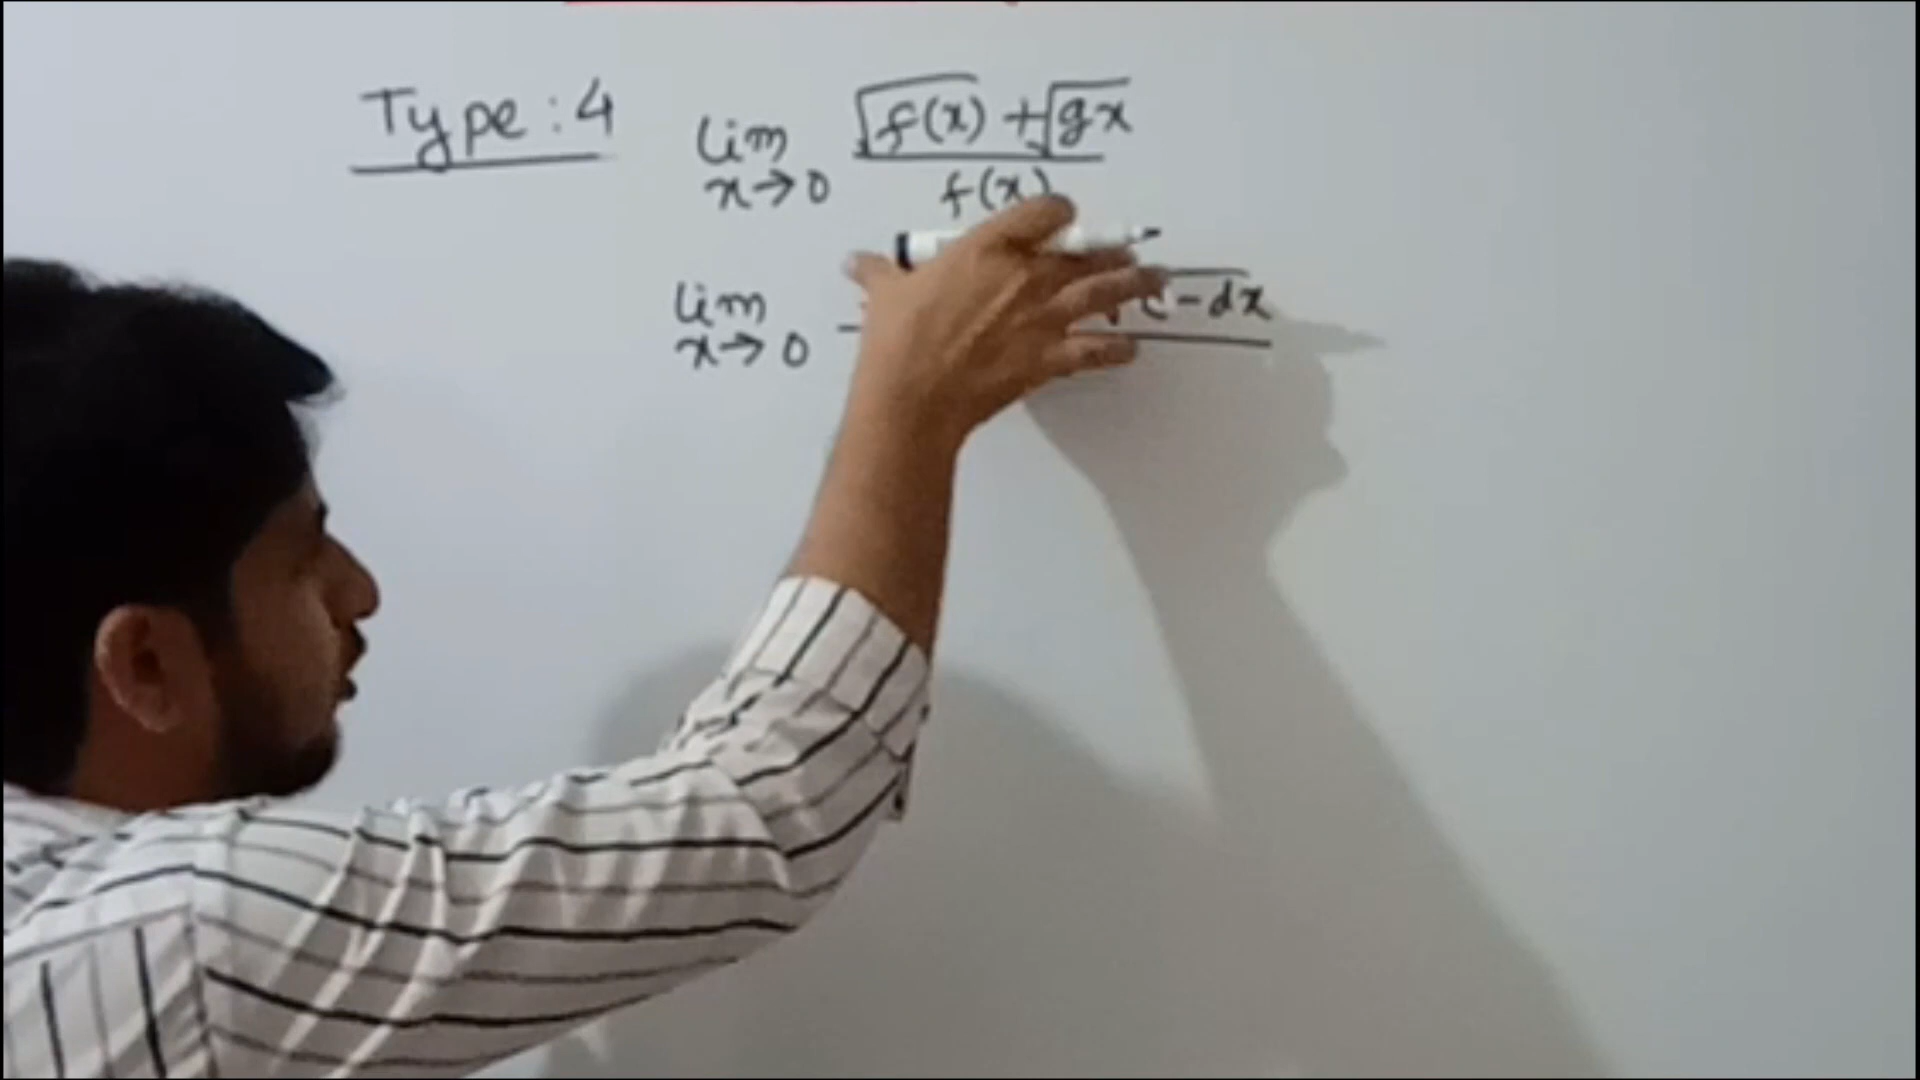 Type : 4
lim x→0 √f(x) + √gx / f(x)
lim x→0 √c-dx